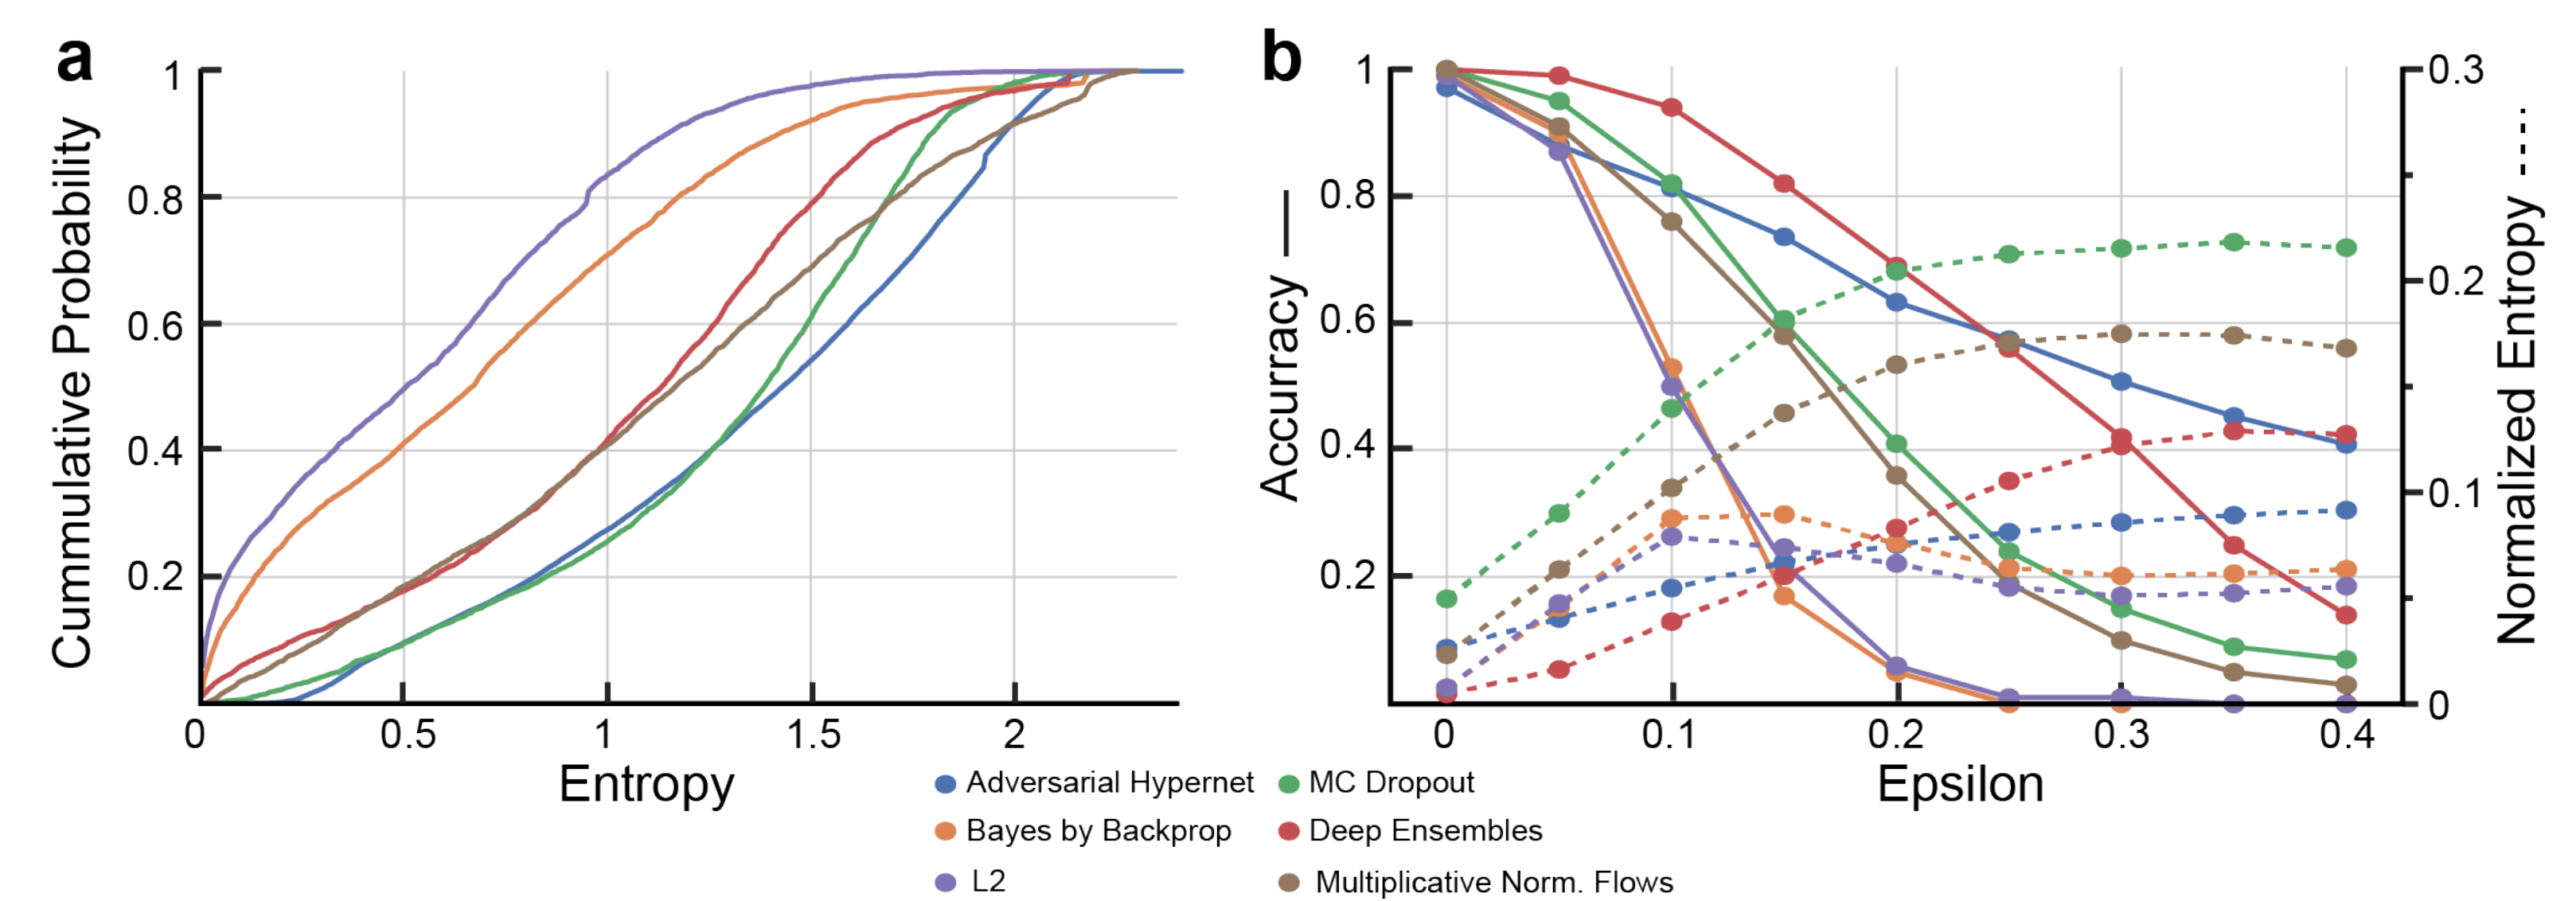 a
Cummulative Probability
1
0.8
0.6
0.4
0.2
0 0.5 1 1.5 2
Entropy
b
Accurracy
1
0.8
0.6
0.4
0.2
0 0.1 0.2 0.3 0.4
Epsilon
0.3
0.2
0.1
0
Normalized Entropy
Adversarial Hypernet
MC Dropout
Bayes by Backprop
Deep Ensembles
L2
Multiplicative Norm. Flows